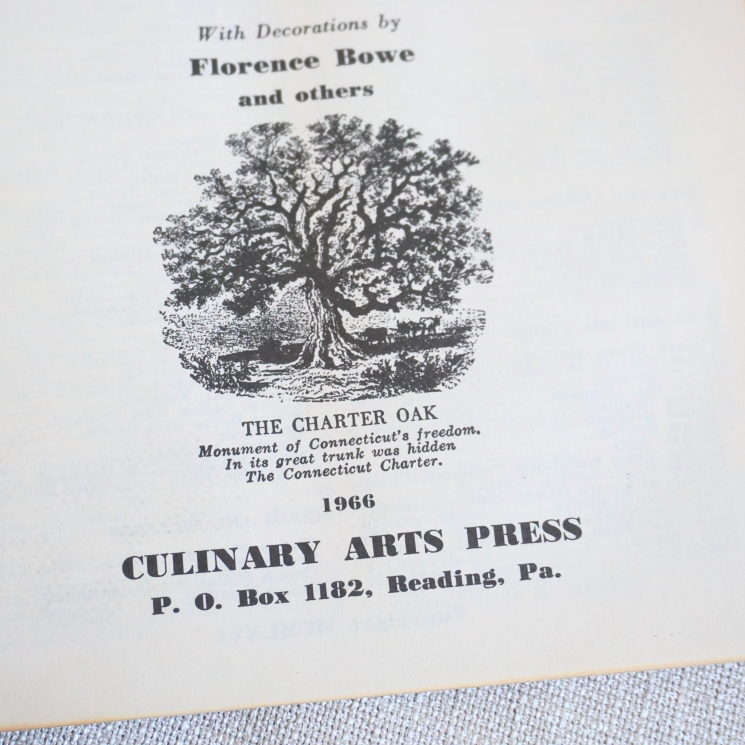 With Decorations by
Florence Bowe
and others
THE CHARTER OAK
Monument of Connecticut's freedom.
In its great trunk was hidden
The Connecticut Charter.
1966
CULINARY ARTS PRESS
P. O. Box 1182, Reading, Pa.